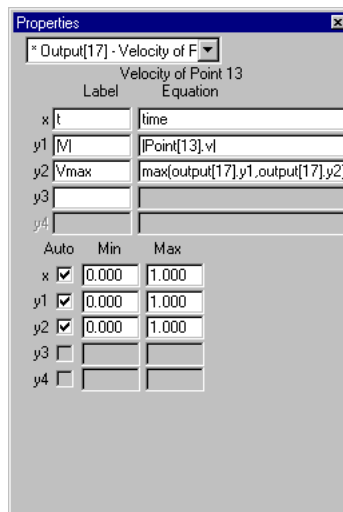 Properties
* Output[17] - Velocity of F
Velocity of Point 13
Label Equation
x t time
y1 |V| |Point[13].v|
y2 Vmax max(output[17].y1,output[17].y2)
y3
y4
Auto Min Max
x 0.000 1.000
y1 0.000 1.000
y2 0.000 1.000
y3
y4